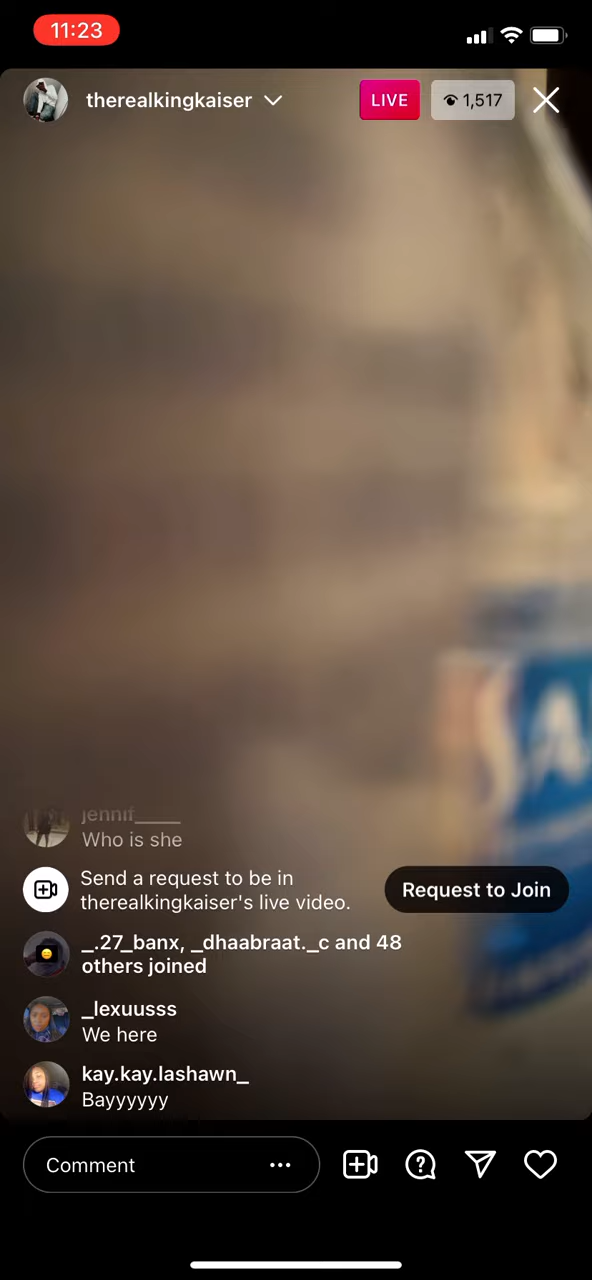 11:23
therealkingkaiser
LIVE
1,517
Who is she
Send a request to be in
therealkingkaiser's live video.
Request to Join
_.27_banx, _dhaabraat._c and 48
others joined
_lexuusss
We here
kay.kay.lashawn_
Bayyyyyy
Comment